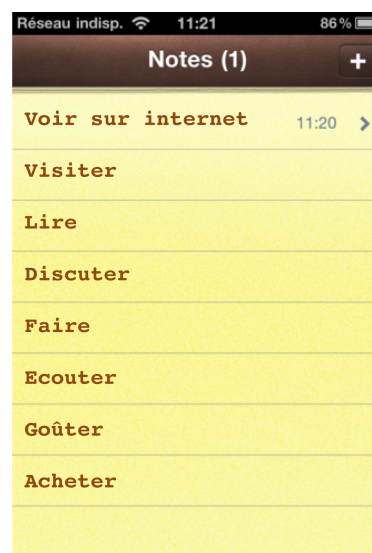 Réseau indisp. 11:21 86 %
Notes (1) +
Voir sur internet 11:20 >
Visiter
Lire
Discuter
Faire
Ecouter
Goûter
Acheter